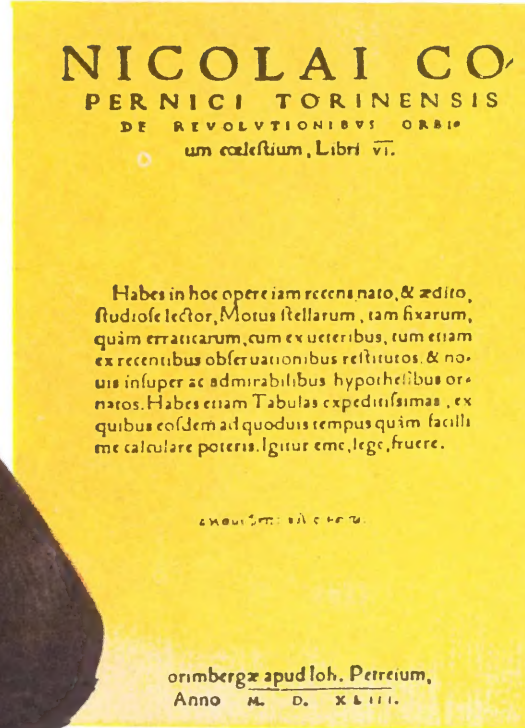 NICOLAI CO
PERNICI TORINENSIS
DE REVOLVTIONIBVS ORBI-
um cœleſtium, Libri VI.
Habes in hoc opere iam recens nato, & ædito,
ſtudioſe lector, Motus ſtellarum, tam fixarum,
quàm erraticarum, cum ex ueteribus, tum etiam
ex recentibus obſeruationibus reſtitutos: & no-
uis inſuper ac admirabilibus hypotheſibus or-
natos. Habes etiam Tabulas expeditiſsimas, ex
quibus eoſdem ad quoduis tempus quàm facilli
me calculare poteris. Igitur eme, lege, fruere.
orimbergæ apud Ioh. Petreium,
Anno M. D. XLIII.